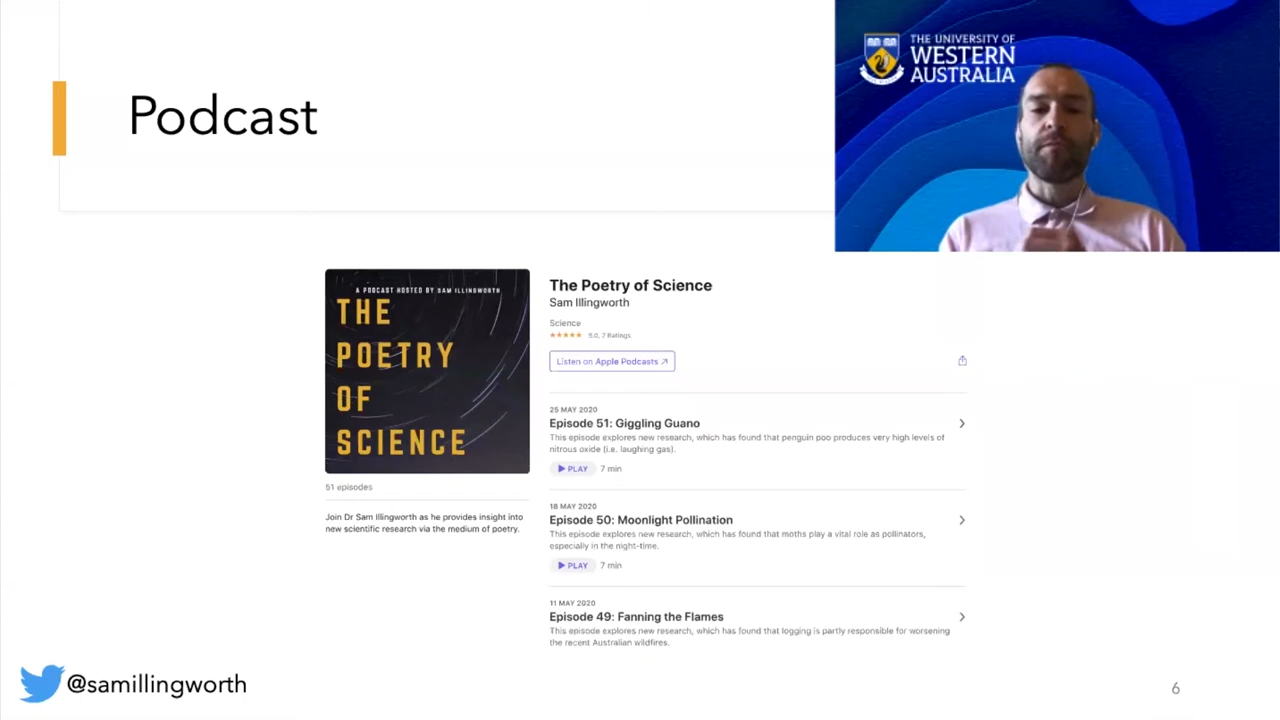 Podcast
THE UNIVERSITY OF
WESTERN
AUSTRALIA
A PODCAST HOSTED BY SAM ILLINGWORTH
THE
POETRY
OF
SCIENCE
51 episodes
Join Dr Sam Illingworth as he provides insight into
new scientific research via the medium of poetry.
The Poetry of Science
Sam Illingworth
Science
★★★★★ 5.0, 7 Ratings
Listen on Apple Podcasts ↗
25 MAY 2020
Episode 51: Giggling Guano
This episode explores new research, which has found that penguin poo produces very high levels of
nitrous oxide (i.e. laughing gas).
PLAY 7 min
18 MAY 2020
Episode 50: Moonlight Pollination
This episode explores new research, which has found that moths play a vital role as pollinators,
especially in the night-time.
PLAY 7 min
11 MAY 2020
Episode 49: Fanning the Flames
This episode explores new research, which has found that logging is partly responsible for worsening
the recent Australian wildfires.
@samillingworth
6